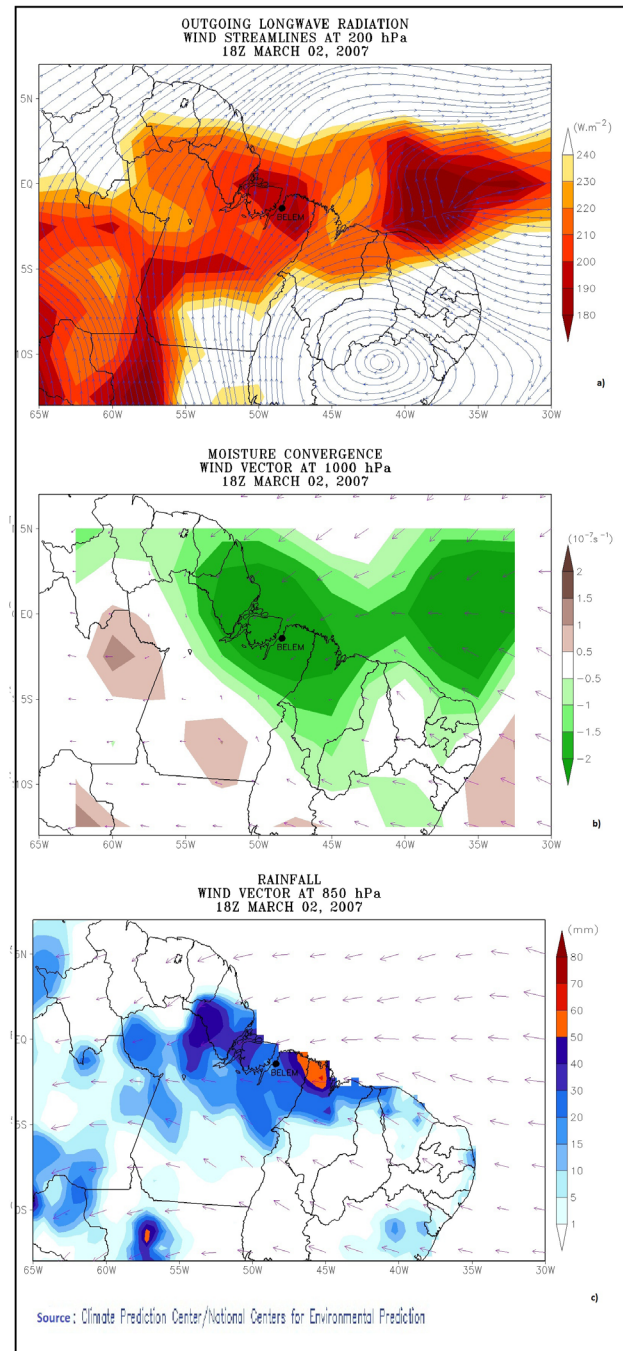 OUTGOING LONGWAVE RADIATION
WIND STREAMLINES AT 200 hPa
18Z MARCH 02, 2007
5N
EQ
5S
10S
65W 60W 55W 50W 45W 40W 35W 30W
BELEM
(W.m⁻²)
240
230
220
210
200
190
180
a)
MOISTURE CONVERGENCE
WIND VECTOR AT 1000 hPa
18Z MARCH 02, 2007
5N
EQ
5S
10S
65W 60W 55W 50W 45W 40W 35W 30W
BELEM
(10⁻⁷s⁻¹)
2
1.5
1
0.5
-0.5
-1
-1.5
-2
b)
RAINFALL
WIND VECTOR AT 850 hPa
18Z MARCH 02, 2007
5N
EQ
5S
0S
65W 60W 55W 50W 45W 40W 35W 30W
BELEM
(mm)
80
70
60
50
40
30
20
15
10
5
1
c)
Source: Climate Prediction Center/National Centers for Environmental Prediction